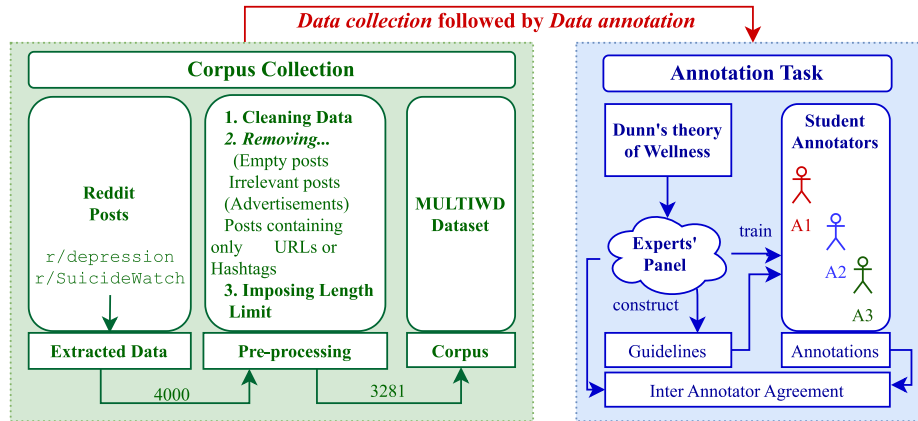 Data collection followed by Data annotation
Corpus Collection
Reddit
Posts
r/depression
r/SuicideWatch
Extracted Data
1. Cleaning Data
2. Removing...
(Empty posts
Irrelevant posts
(Advertisements)
Posts containing
only URLs or
Hashtags
3. Imposing Length
Limit
Pre-processing
MULTIWD
Dataset
Corpus
4000
3281
Annotation Task
Dunn's theory
of Wellness
Experts'
Panel
train
construct
Guidelines
Student
Annotators
A1
A2
A3
Annotations
Inter Annotator Agreement